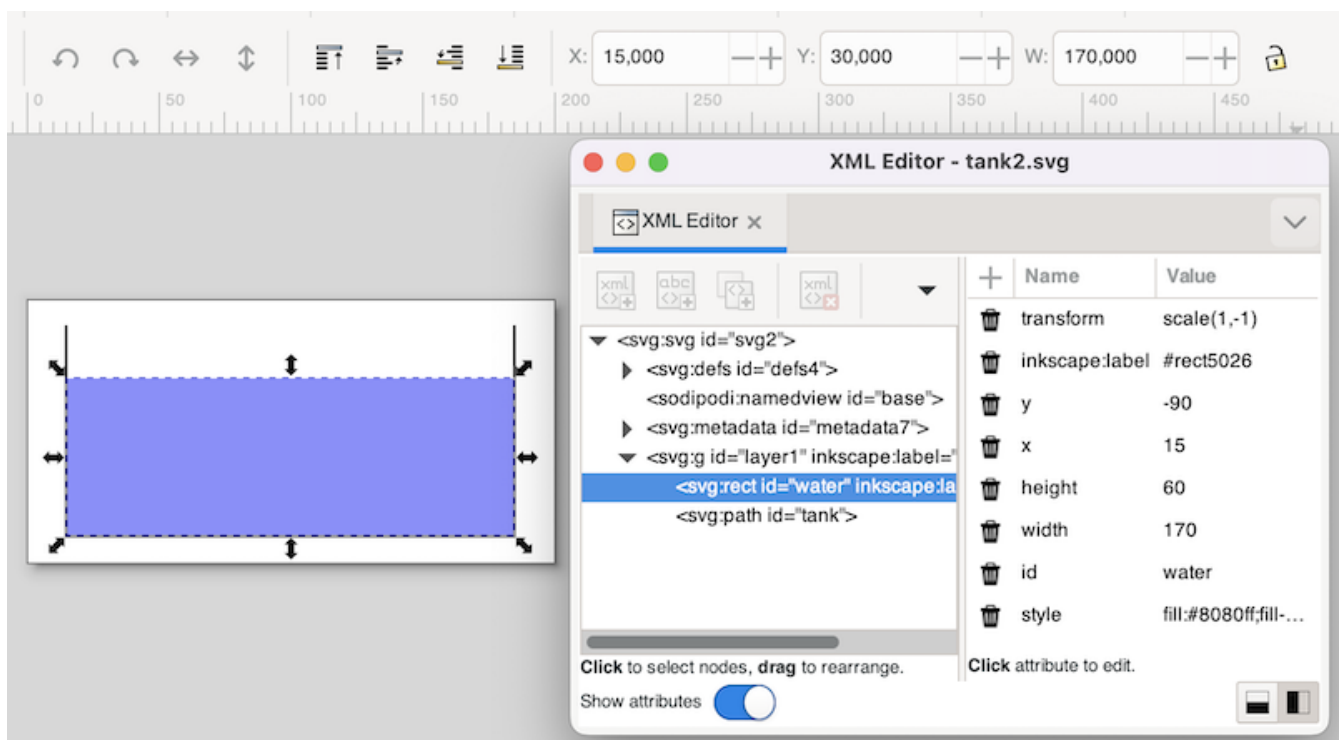 X: 15,000 Y: 30,000 W: 170,000
0 50 100 150 200 250 300 350 400 450
XML Editor - tank2.svg
XML Editor
xml abc xml
Name Value
transform scale(1,-1)
<svg:svg id="svg2">
inkscape:label #rect5026
<svg:defs id="defs4">
<sodipodi:namedview id="base">
y -90
<svg:metadata id="metadata7">
x 15
<svg:g id="layer1" inkscape:label="
<svg:rect id="water" inkscape:la
height 60
<svg:path id="tank">
width 170
id water
style fill:#8080ff;fill-...
Click to select nodes, drag to rearrange.
Click attribute to edit.
Show attributes